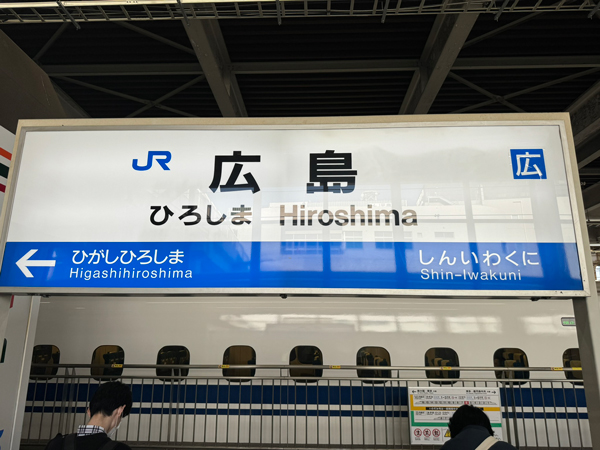 JR 広島 広
ひろしま Hiroshima
← ひがしひろしま しんいわくに
Higashihiroshima Shin-Iwakuni